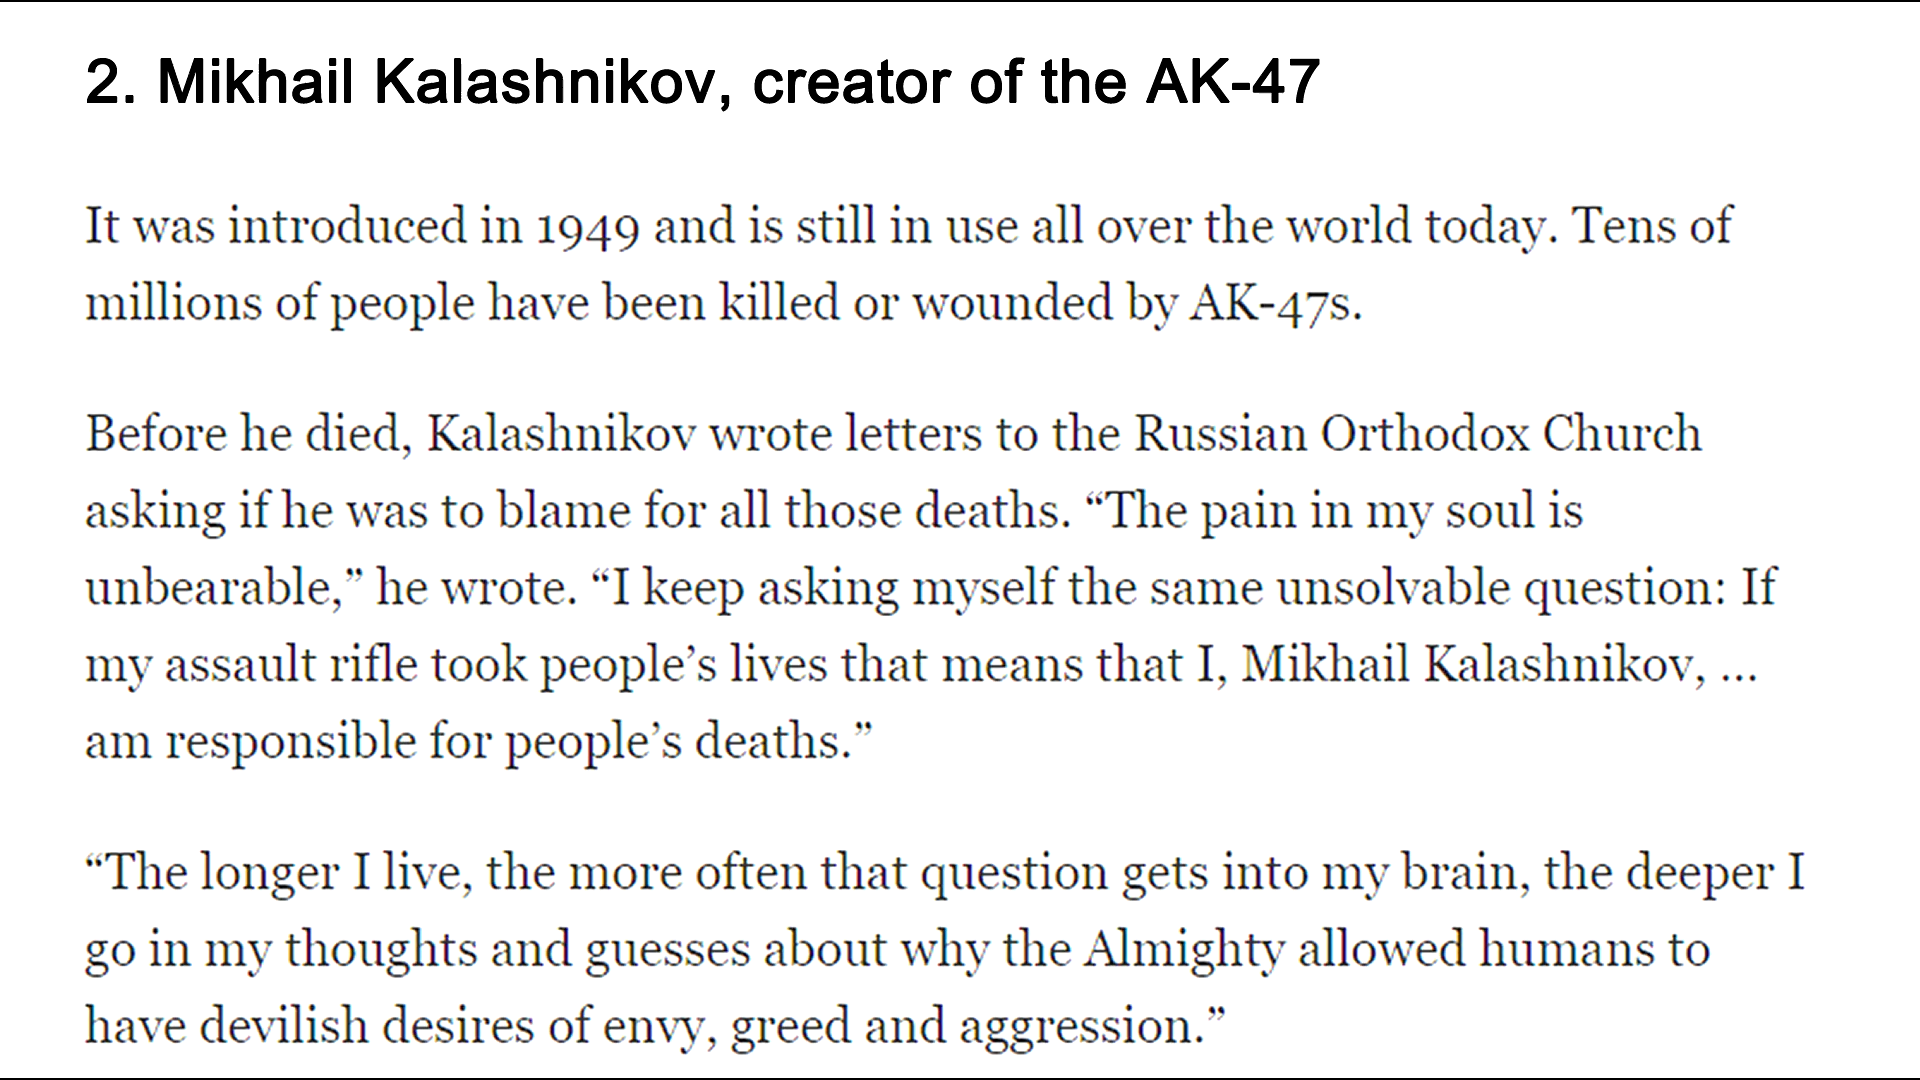 2. Mikhail Kalashnikov, creator of the AK-47
It was introduced in 1949 and is still in use all over the world today. Tens of
millions of people have been killed or wounded by AK-47s.
Before he died, Kalashnikov wrote letters to the Russian Orthodox Church
asking if he was to blame for all those deaths. “The pain in my soul is
unbearable,” he wrote. “I keep asking myself the same unsolvable question: If
my assault rifle took people’s lives that means that I, Mikhail Kalashnikov, ...
am responsible for people’s deaths.”
“The longer I live, the more often that question gets into my brain, the deeper I
go in my thoughts and guesses about why the Almighty allowed humans to
have devilish desires of envy, greed and aggression.”